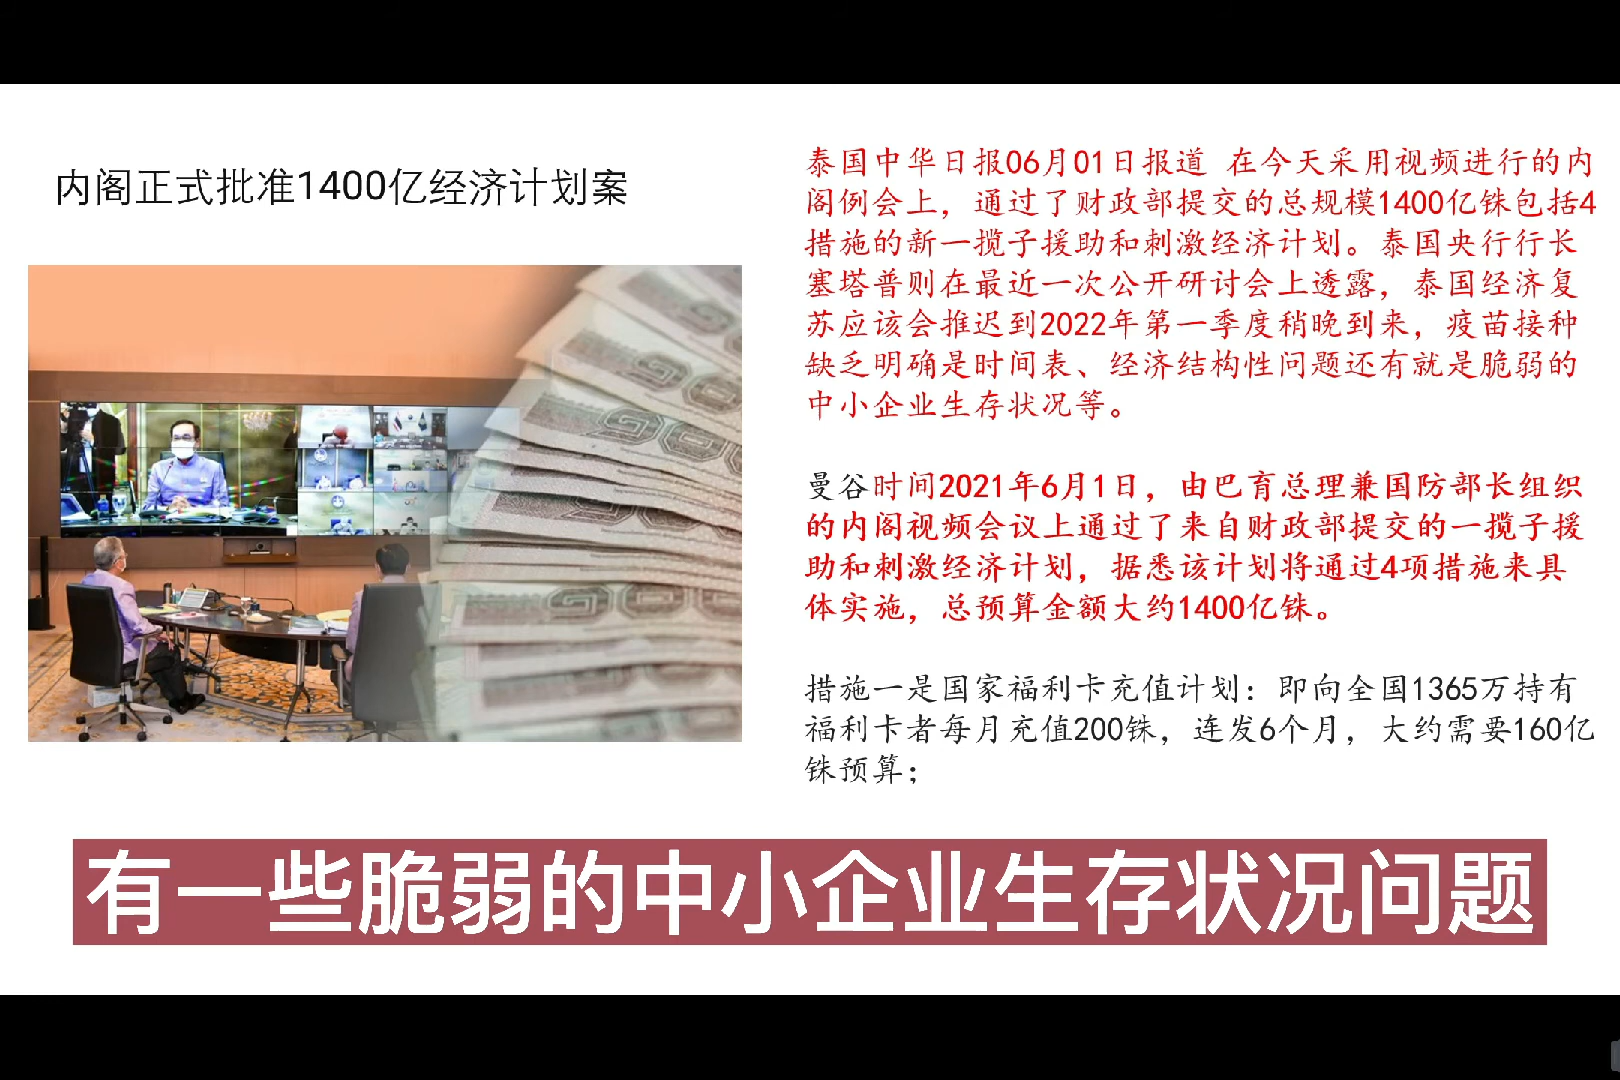 内阁正式批准1400亿经济计划案
泰国中华日报06月01日报道 在今天采用视频进行的内
阁例会上，通过了财政部提交的总规模1400亿铢包括4
措施的新一揽子援助和刺激经济计划。泰国央行行长
塞塔普则在最近一次公开研讨会上透露，泰国经济复
苏应该会推迟到2022年第一季度稍晚到来，疫苗接种
缺乏明确是时间表、经济结构性问题还有就是脆弱的
中小企业生存状况等。
曼谷时间2021年6月1日，由巴育总理兼国防部长组织
的内阁视频会议上通过了来自财政部提交的一揽子援
助和刺激经济计划，据悉该计划将通过4项措施来具
体实施，总预算金额大约1400亿铢。
措施一是国家福利卡充值计划：即向全国1365万持有
福利卡者每月充值200铢，连发6个月，大约需要160亿
铢预算；
有一些脆弱的中小企业生存状况问题